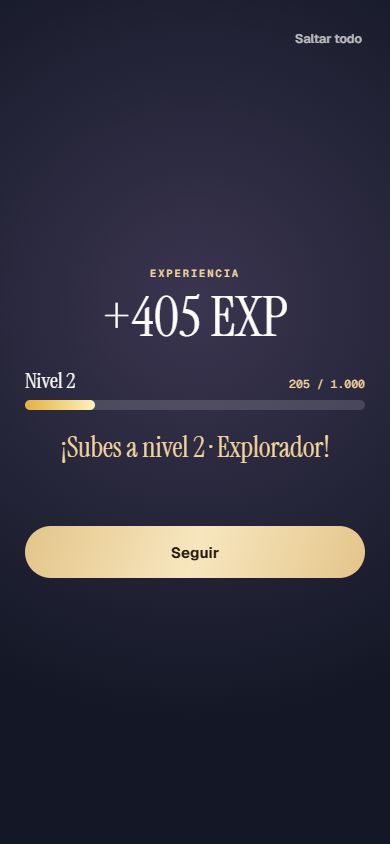 Saltar todo
EXPERIENCIA
+405 EXP
Nivel 2
205 / 1.000
¡Subes a nivel 2 · Explorador!
Seguir